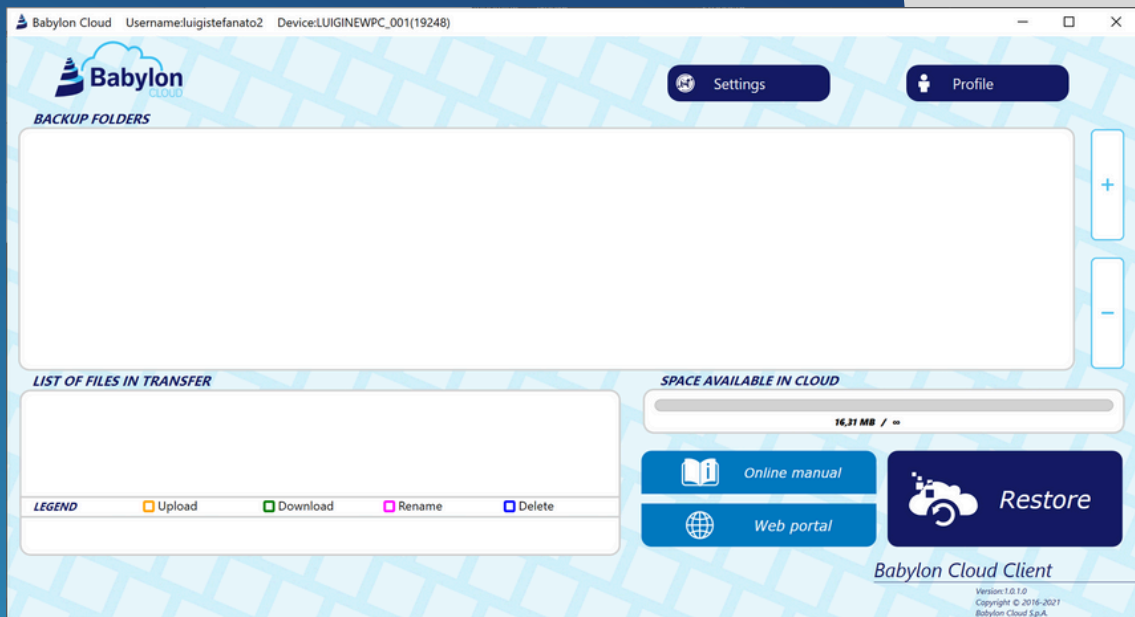 Babylon Cloud Username:luigistefanato2 Device:LUIGINEWPC_001(19248)
Babylon
CLOUD
Settings
Profile
BACKUP FOLDERS
+
−
LIST OF FILES IN TRANSFER
SPACE AVAILABLE IN CLOUD
16,31 MB / ∞
LEGEND Upload Download Rename Delete
Online manual
Web portal
Restore
Babylon Cloud Client
Version:1.0.1.0
Copyright © 2016-2021
Babylon Cloud S.p.A.